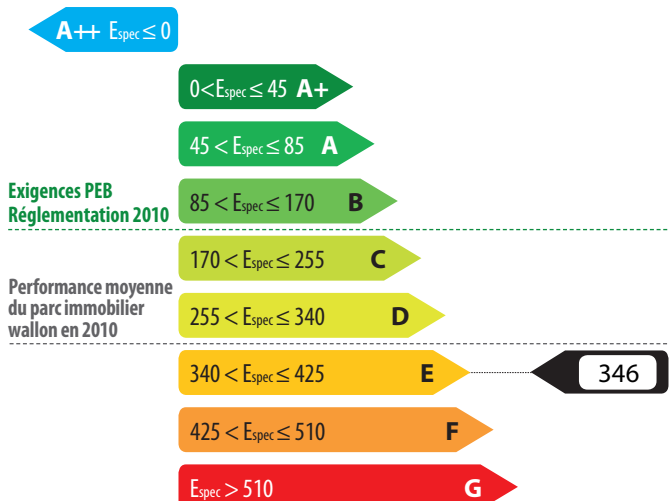 A++ Espec ≤ 0
0<Espec ≤ 45 A+
45 < Espec ≤ 85 A
Exigences PEB
Réglementation 2010
85 < Espec ≤ 170 B
170 < Espec ≤ 255 C
Performance moyenne
du parc immobilier
wallon en 2010
255 < Espec ≤ 340 D
340 < Espec ≤ 425 E
346
425 < Espec ≤ 510 F
Espec > 510 G